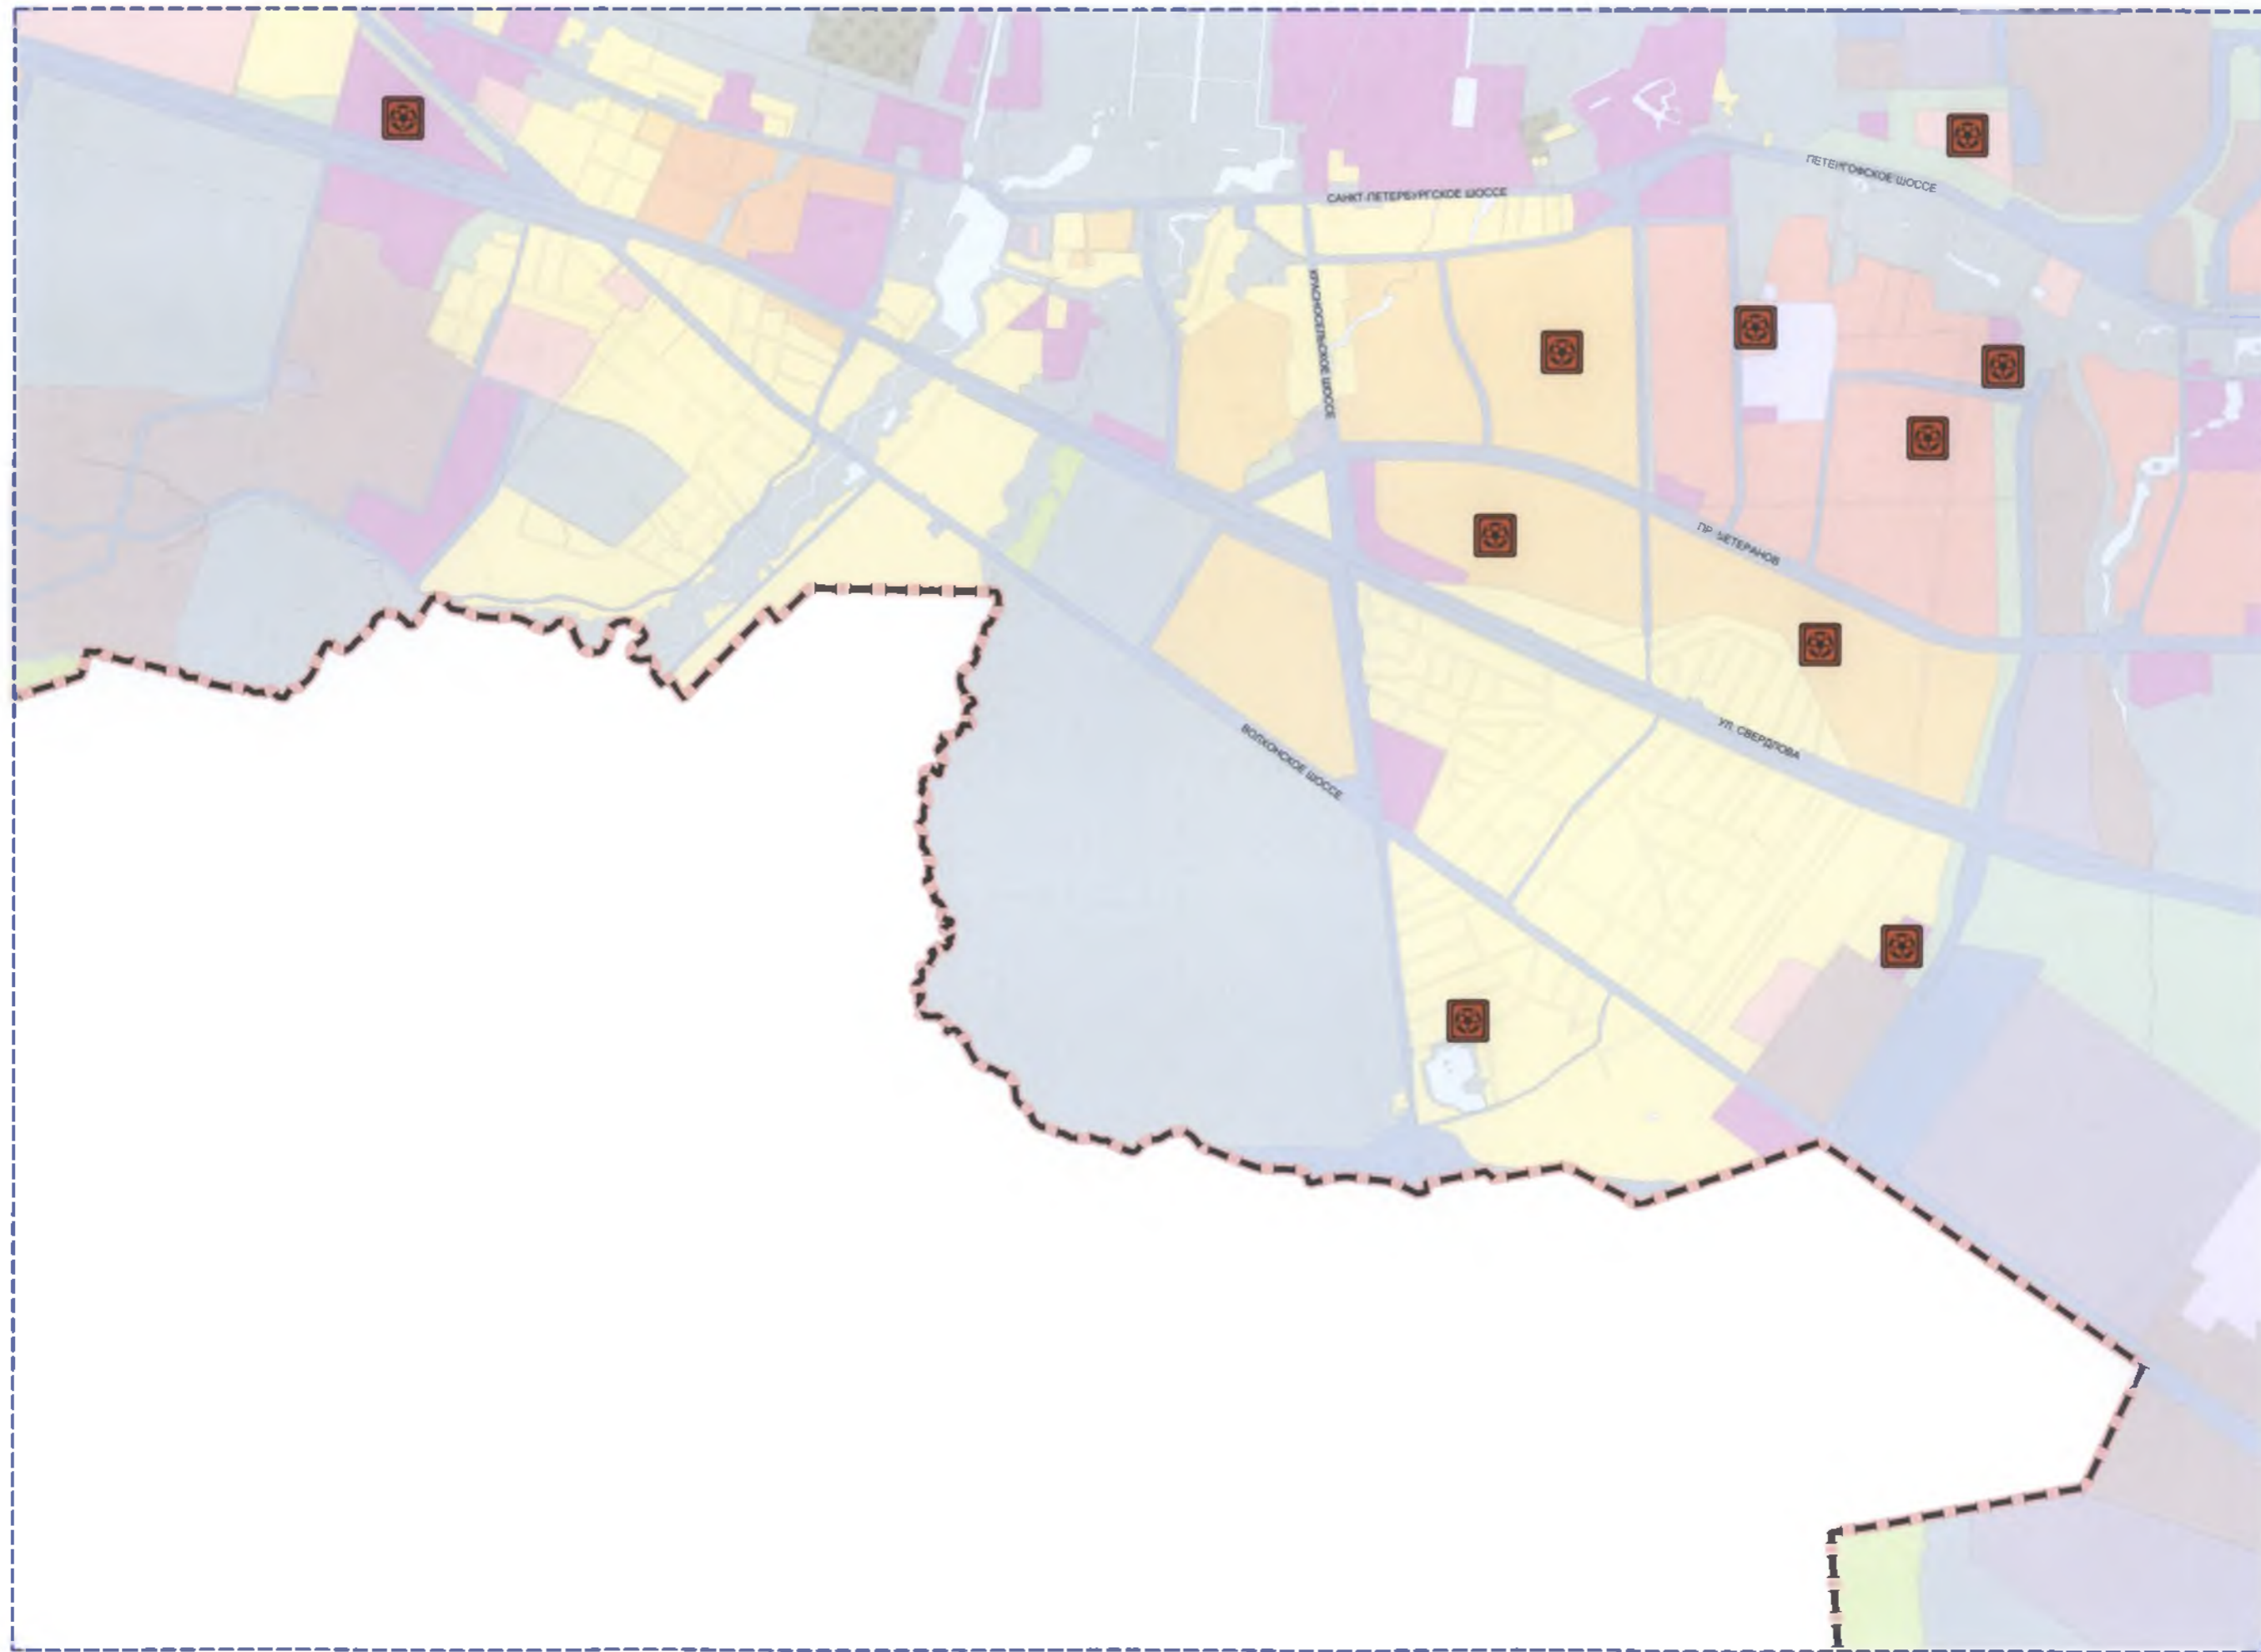 ПЕТЕРГОФСКОЕ ШОССЕ
САНКТ-ПЕТЕРБУРГСКОЕ ШОССЕ
КРАСНОСЕЛЬСКОЕ ШОССЕ
ПР. ВЕТЕРАНОВ
УЛ. СВЕРДЛОВА
ВОЛХОНСКОЕ ШОССЕ